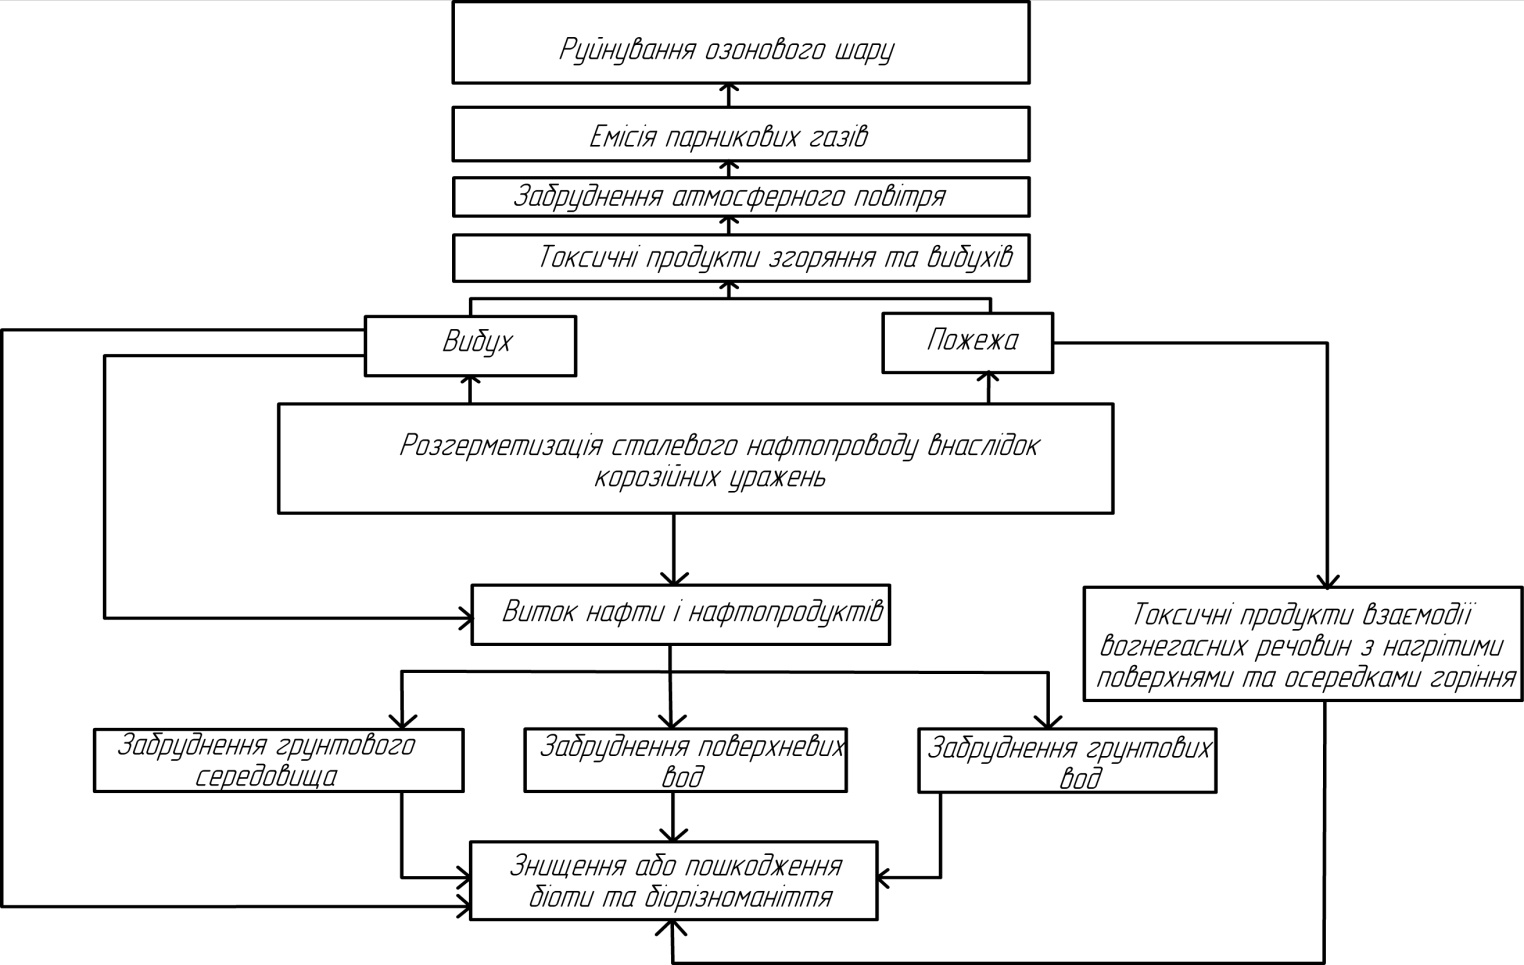 Руйнування озонового шару
Емісія парникових газів
Забруднення атмосферного повітря
Токсичні продукти згоряння та вибухів
Вибух
Пожежа
Розгерметизація сталевого нафтопроводу внаслідок
корозійних уражень
Виток нафти і нафтопродуктів
Токсичні продукти взаємодії
вогнегасних речовин з нагрітими
поверхнями та осередками горіння
Забруднення грунтового
середовища
Забруднення поверхневих
вод
Забруднення грунтових
вод
Знищення або пошкодження
біоти та біорізноманіття